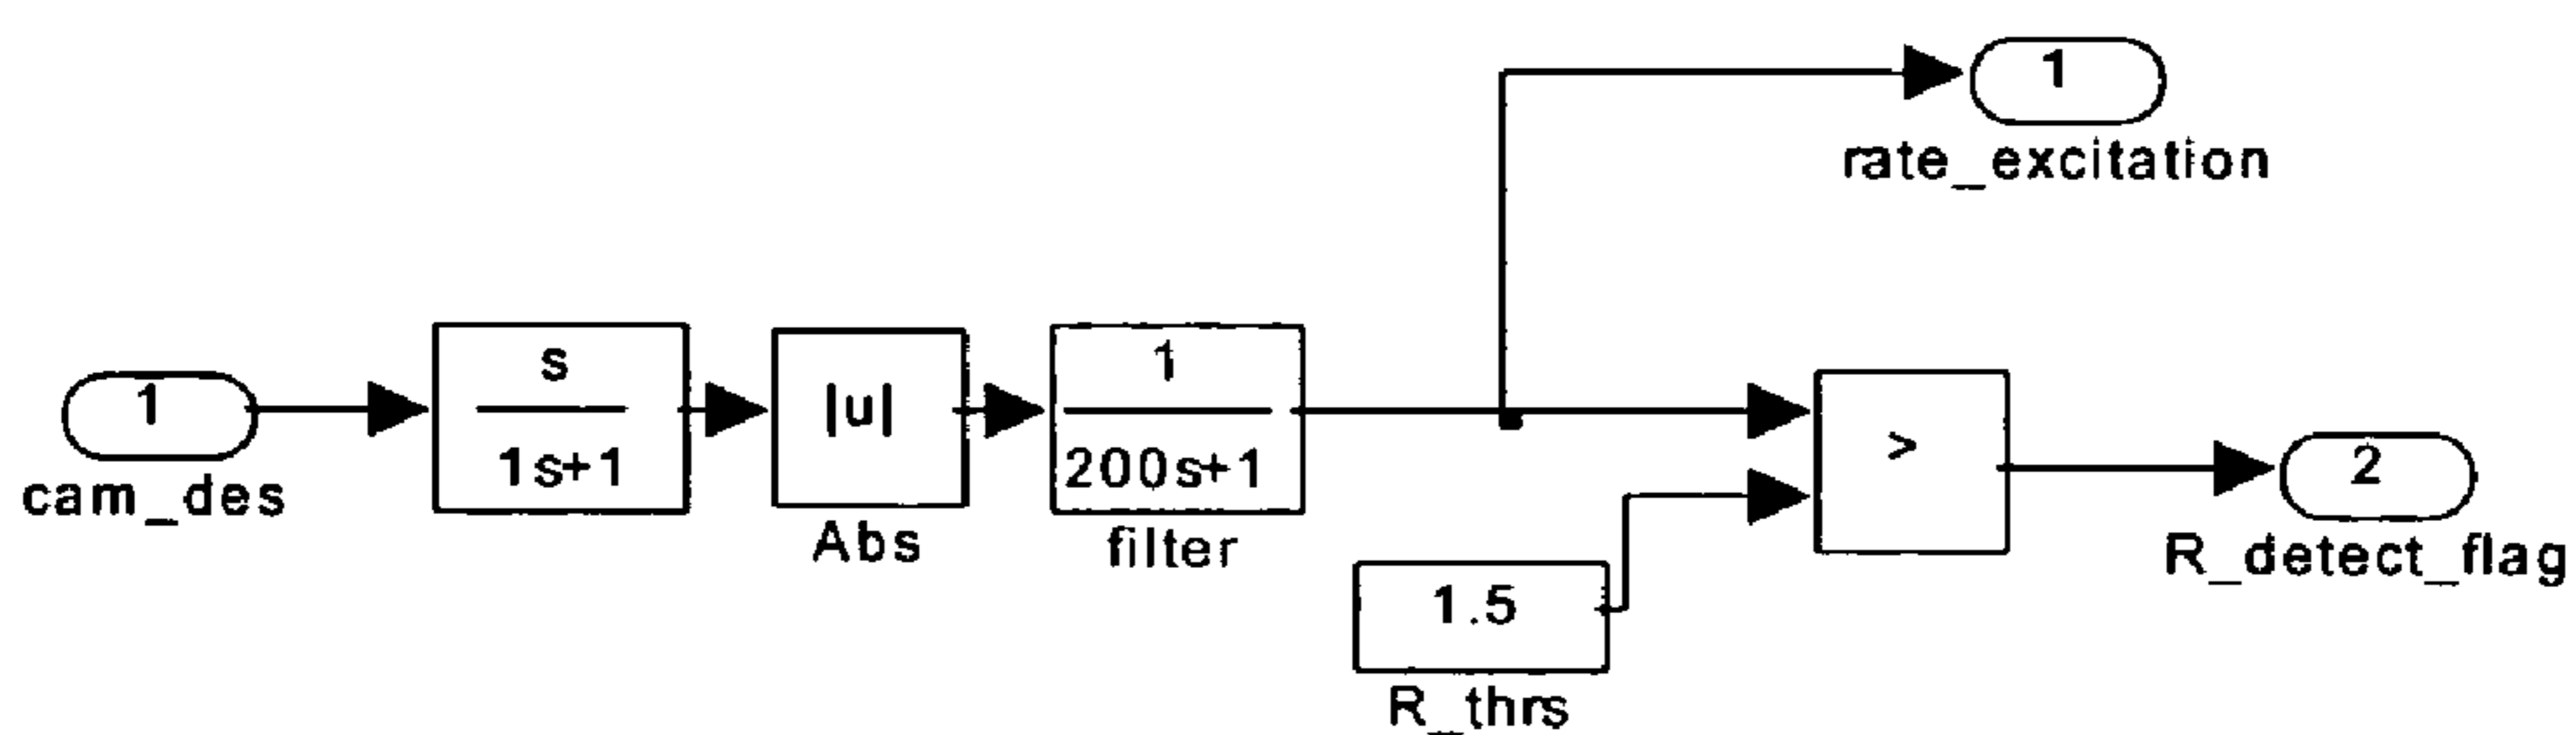 1
rate_excitation
1
cam_des
s
1s+1
|u|
Abs
1
200s+1
filter
1.5
R_thrs
>
2
R_detect_flag